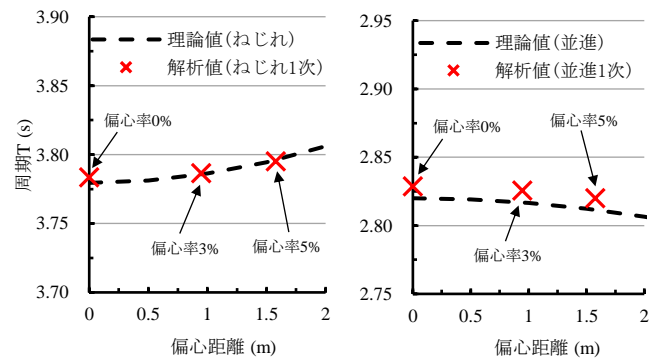 3.90
3.85
3.80
3.75
3.70
周期T (s)
理論値(ねじれ)
解析値(ねじれ1次)
偏心率0%
偏心率3%
偏心率5%
0 0.5 1 1.5 2
偏心距離 (m)
2.95
2.90
2.85
2.80
2.75
理論値(並進)
解析値(並進1次)
偏心率0%
偏心率5%
偏心率3%
0 0.5 1 1.5 2
偏心距離 (m)